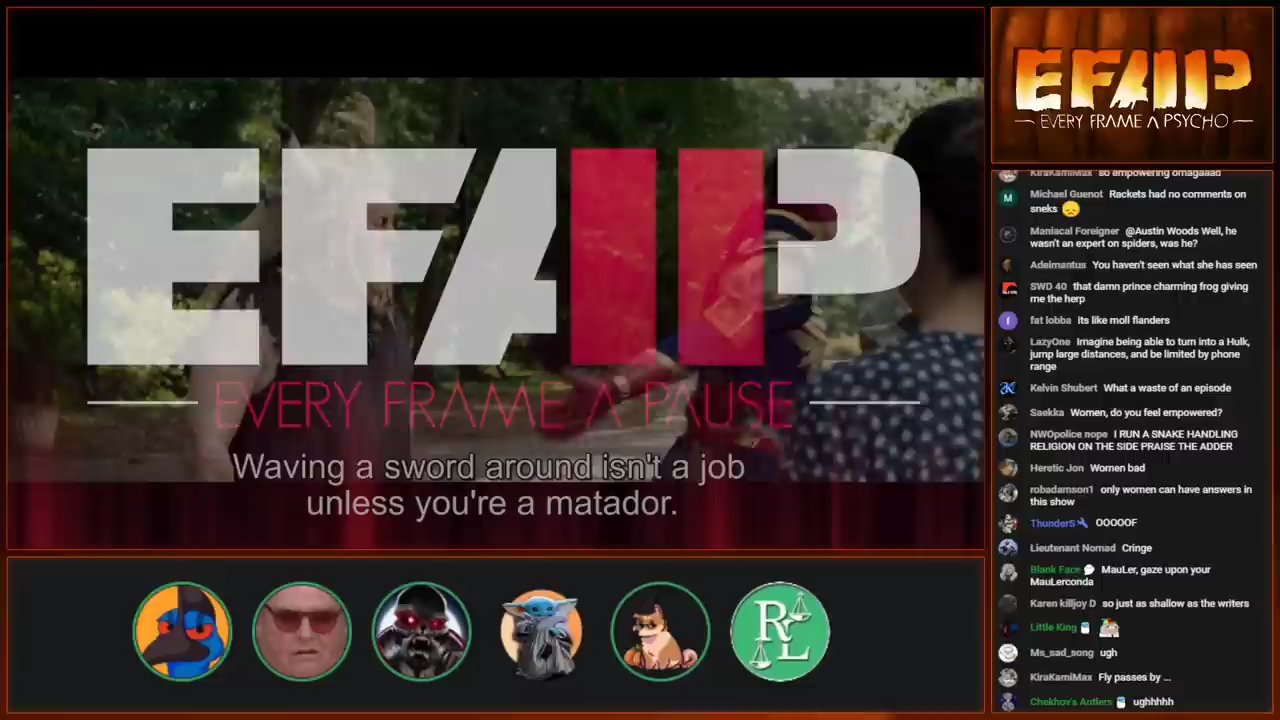 EFAIIP
EVERY FRAME A PAUSE
Waving a sword around isn't a job
unless you're a matador.
RL
EFAIIP
EVERY FRAME A PSYCHO
KiraKamiMax so empowering omagaaad
M Michael Guenot Rackets had no comments on
sneks
Maniacal Foreigner @Austin Woods Well, he
wasn't an expert on spiders, was he?
Adeimantus You haven't seen what she has seen
SWD 40 that damn prince charming frog giving
me the herp
f fat lobba its like moll flanders
LazyOne Imagine being able to turn into a Hulk,
jump large distances, and be limited by phone
range
Kelvin Shubert What a waste of an episode
Saekka Women, do you feel empowered?
NWOpolice nope I RUN A SNAKE HANDLING
RELIGION ON THE SIDE PRAISE THE ADDER
Heretic Jon Women bad
robadamson1 only women can have answers in
this show
ThunderS OOOOOF
Lieutenant Nomad Cringe
Blank Face MauLer, gaze upon your
MauLerconda
Karen killjoy D so just as shallow as the writers
Little King
Ms_sad_song ugh
KiraKamiMax Fly passes by ...
Chekhov's Antlers ughhhhh